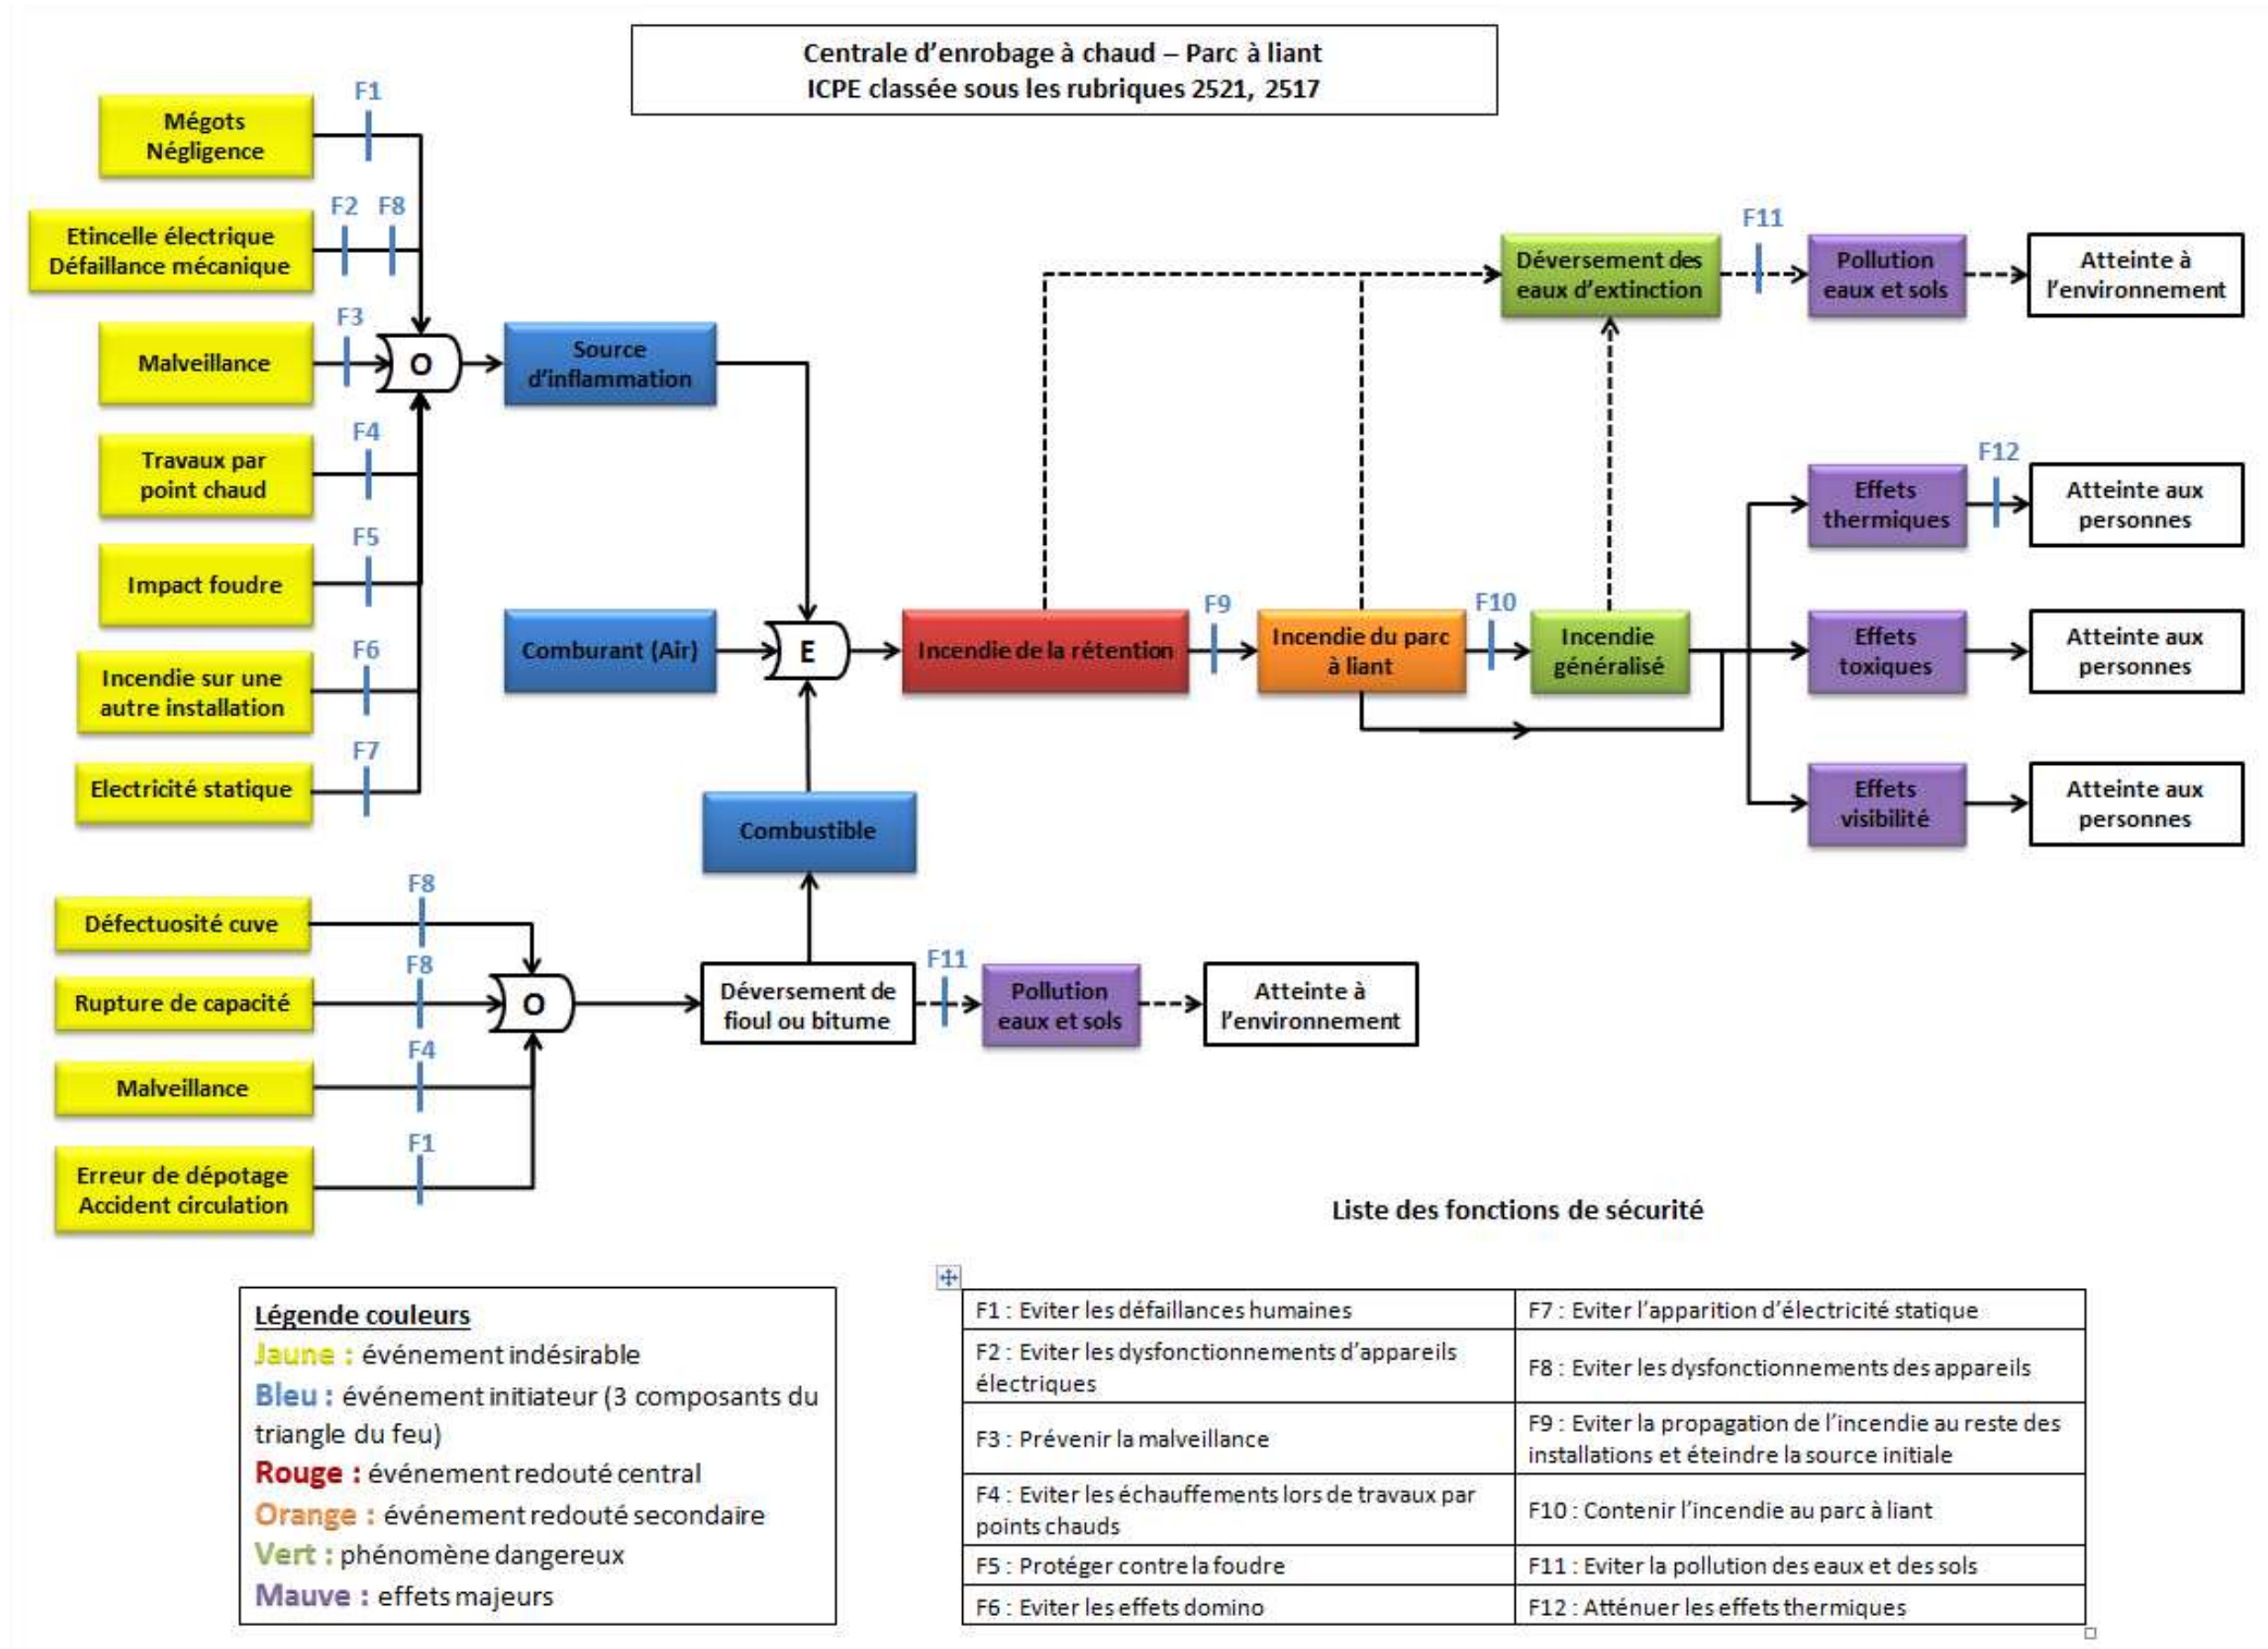 Centrale d'enrobage à chaud – Parc à liant
ICPE classée sous les rubriques 2521, 2517
F1
Mégots
Négligence
F2 F8
Etincelle électrique
Défaillance mécanique
F3
Malveillance
O
Source
d'inflammation
F4
Travaux par
point chaud
F5
Impact foudre
F6
Incendie sur une
autre installation
F7
Electricité statique
Comburant (Air)
E
Incendie de la rétention
F9
Incendie du parc
à liant
F10
Incendie
généralisé
Déversement des
eaux d'extinction
F11
Pollution
eaux et sols
Atteinte à
l'environnement
Effets
thermiques
F12
Atteinte aux
personnes
Effets
toxiques
Atteinte aux
personnes
Effets
visibilité
Atteinte aux
personnes
Combustible
F8
Défectuosité cuve
F8
Rupture de capacité
O
F4
Malveillance
F1
Erreur de dépotage
Accident circulation
Déversement de
fioul ou bitume
F11
Pollution
eaux et sols
Atteinte à
l'environnement
Légende couleurs
Jaune : événement indésirable
Bleu : événement initiateur (3 composants du
triangle du feu)
Rouge : événement redouté central
Orange : événement redouté secondaire
Vert : phénomène dangereux
Mauve : effets majeurs
Liste des fonctions de sécurité
F1 : Eviter les défaillances humaines
F7 : Eviter l'apparition d'électricité statique
F2 : Eviter les dysfonctionnements d'appareils
électriques
F8 : Eviter les dysfonctionnements des appareils
F3 : Prévenir la malveillance
F9 : Eviter la propagation de l'incendie au reste des
installations et éteindre la source initiale
F4 : Eviter les échauffements lors de travaux par
points chauds
F10 : Contenir l'incendie au parc à liant
F5 : Protéger contre la foudre
F11 : Eviter la pollution des eaux et des sols
F6 : Eviter les effets domino
F12 : Atténuer les effets thermiques